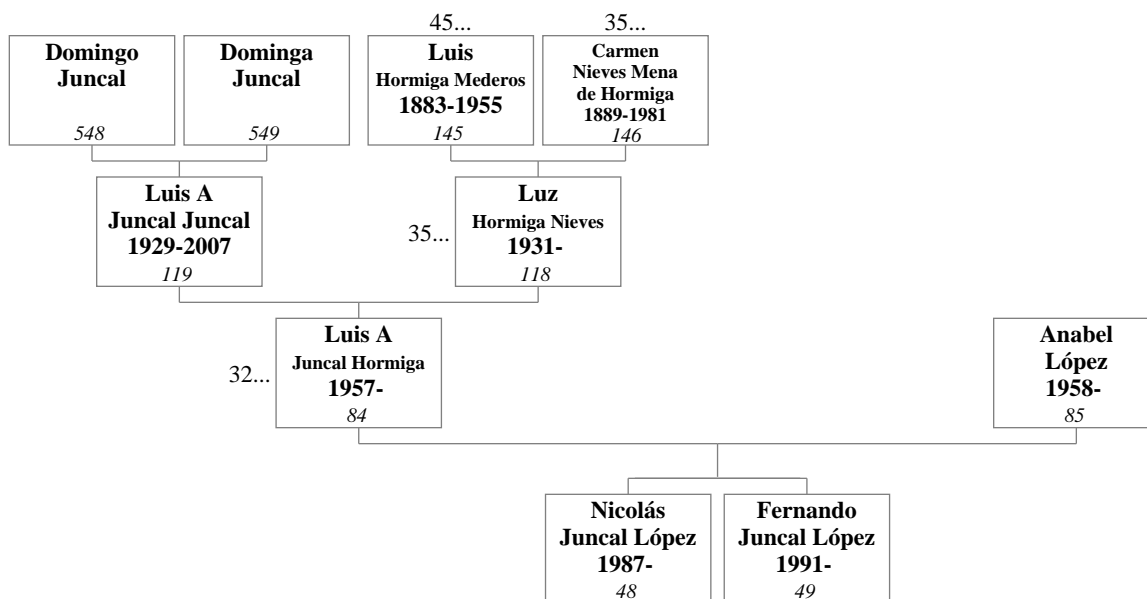 45...
35...
Domingo
Juncal
548
Dominga
Juncal
549
Luis
Hormiga Mederos
1883-1955
145
Carmen
Nieves Mena
de Hormiga
1889-1981
146
Luis A
Juncal Juncal
1929-2007
119
35...
Luz
Hormiga Nieves
1931-
118
32...
Luis A
Juncal Hormiga
1957-
84
Anabel
López
1958-
85
Nicolás
Juncal López
1987-
48
Fernando
Juncal López
1991-
49